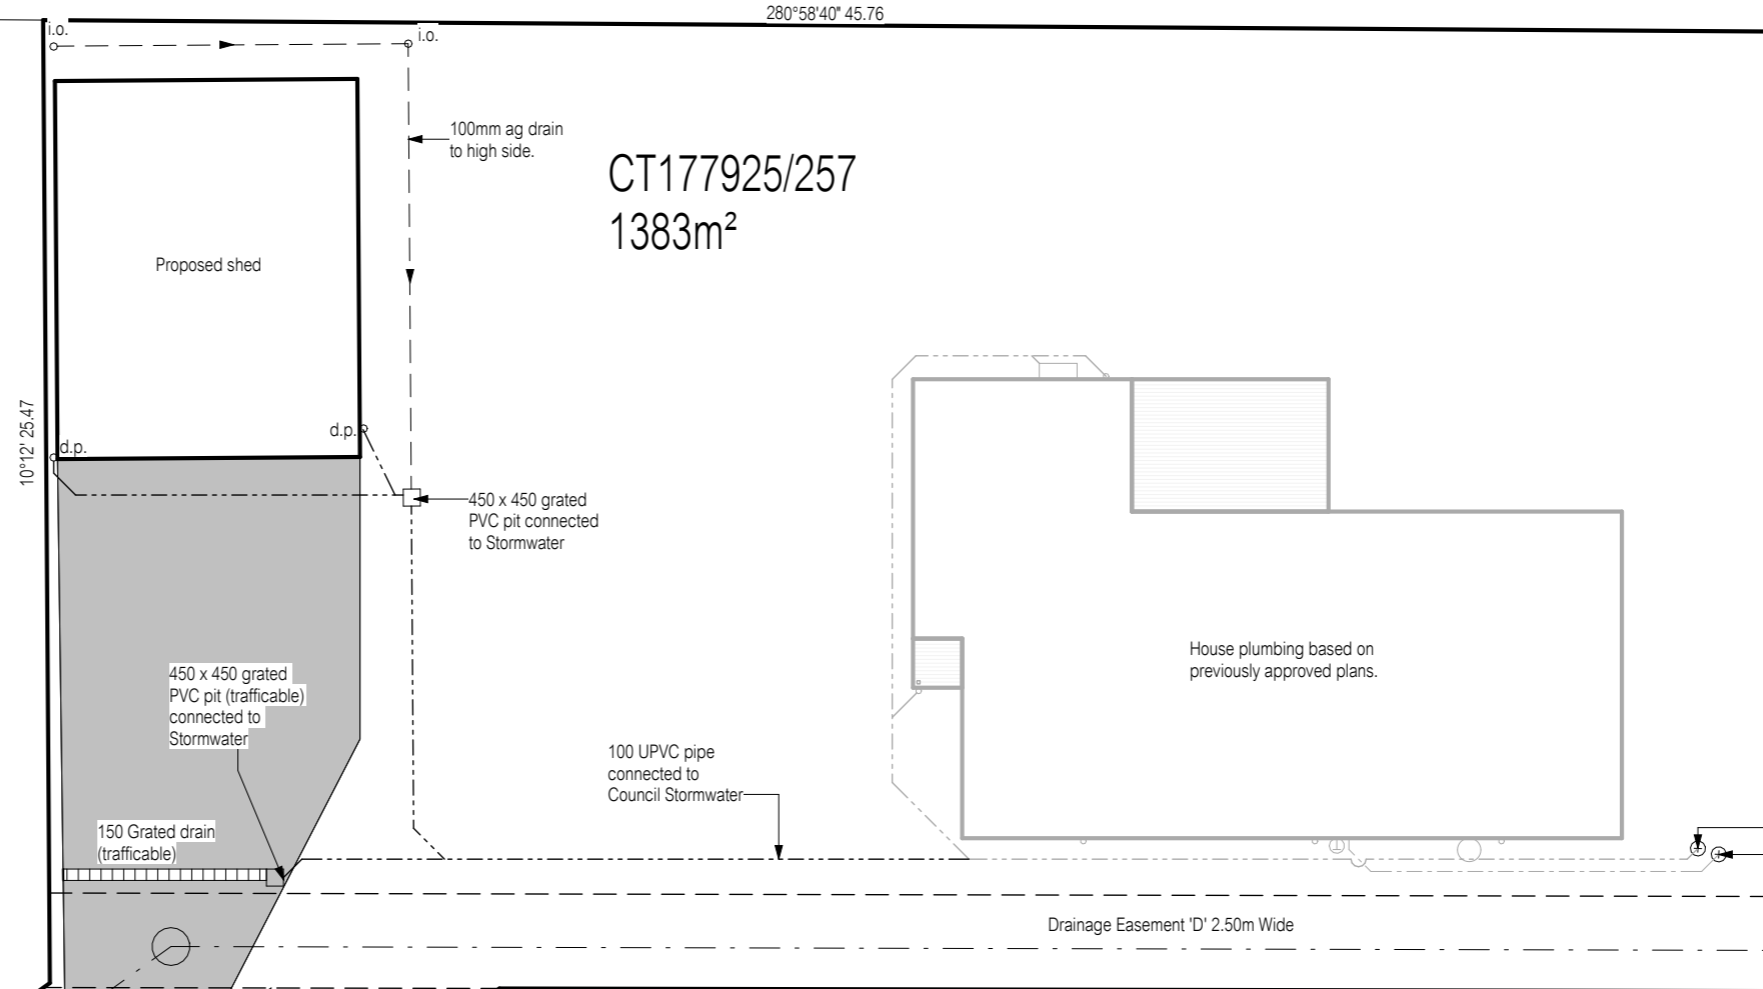 280°58'40" 45.76
i.o.
i.o.
100mm ag drain
to high side.
CT177925/257
1383m²
Proposed shed
10°12' 25.47
d.p.
d.p.
450 x 450 grated
PVC pit connected
to Stormwater
House plumbing based on
previously approved plans.
450 x 450 grated
PVC pit (trafficable)
connected to
Stormwater
100 UPVC pipe
connected to
Council Stormwater
150 Grated drain
(trafficable)
Drainage Easement 'D' 2.50m Wide